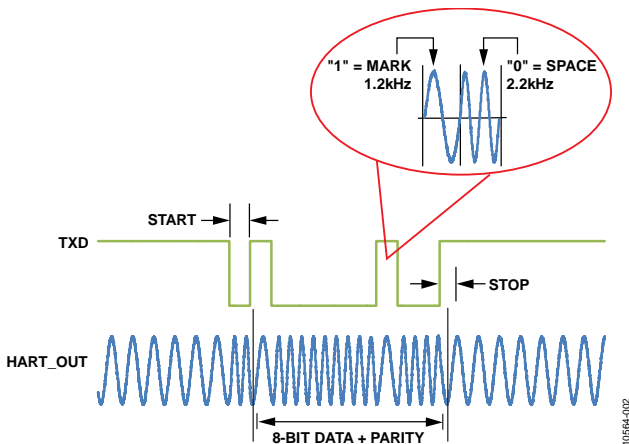 "1" = MARK
1.2kHz
"0" = SPACE
2.2kHz
START
TXD
STOP
HART_OUT
8-BIT DATA + PARITY
10564-002